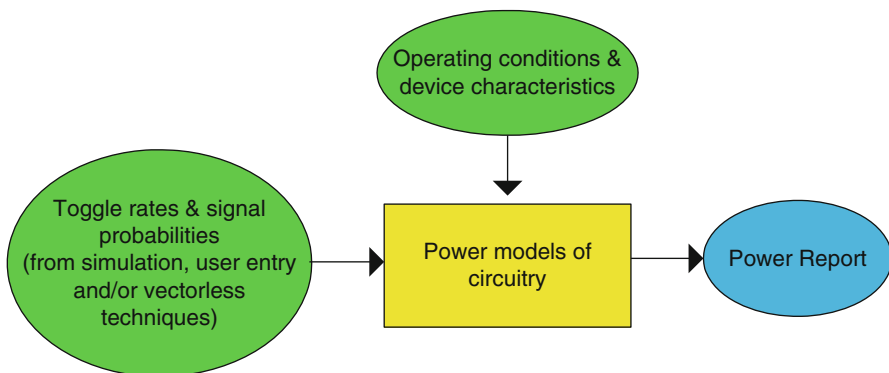 Operating conditions &
device characteristics
Toggle rates & signal
probabilities
(from simulation, user entry
and/or vectorless
techniques)
Power models of
circuitry
Power Report